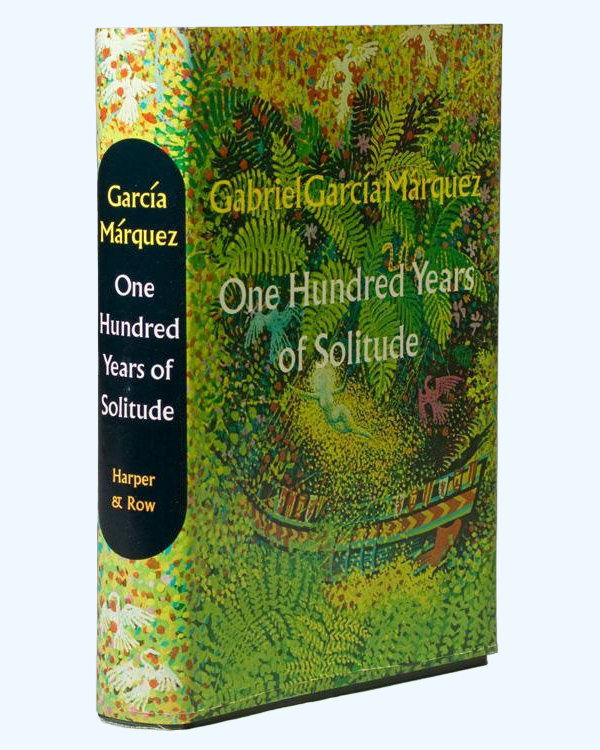 García
Márquez
One
Hundred
Years of
Solitude
Harper
& Row
Gabriel García Márquez
One Hundred Years
of Solitude